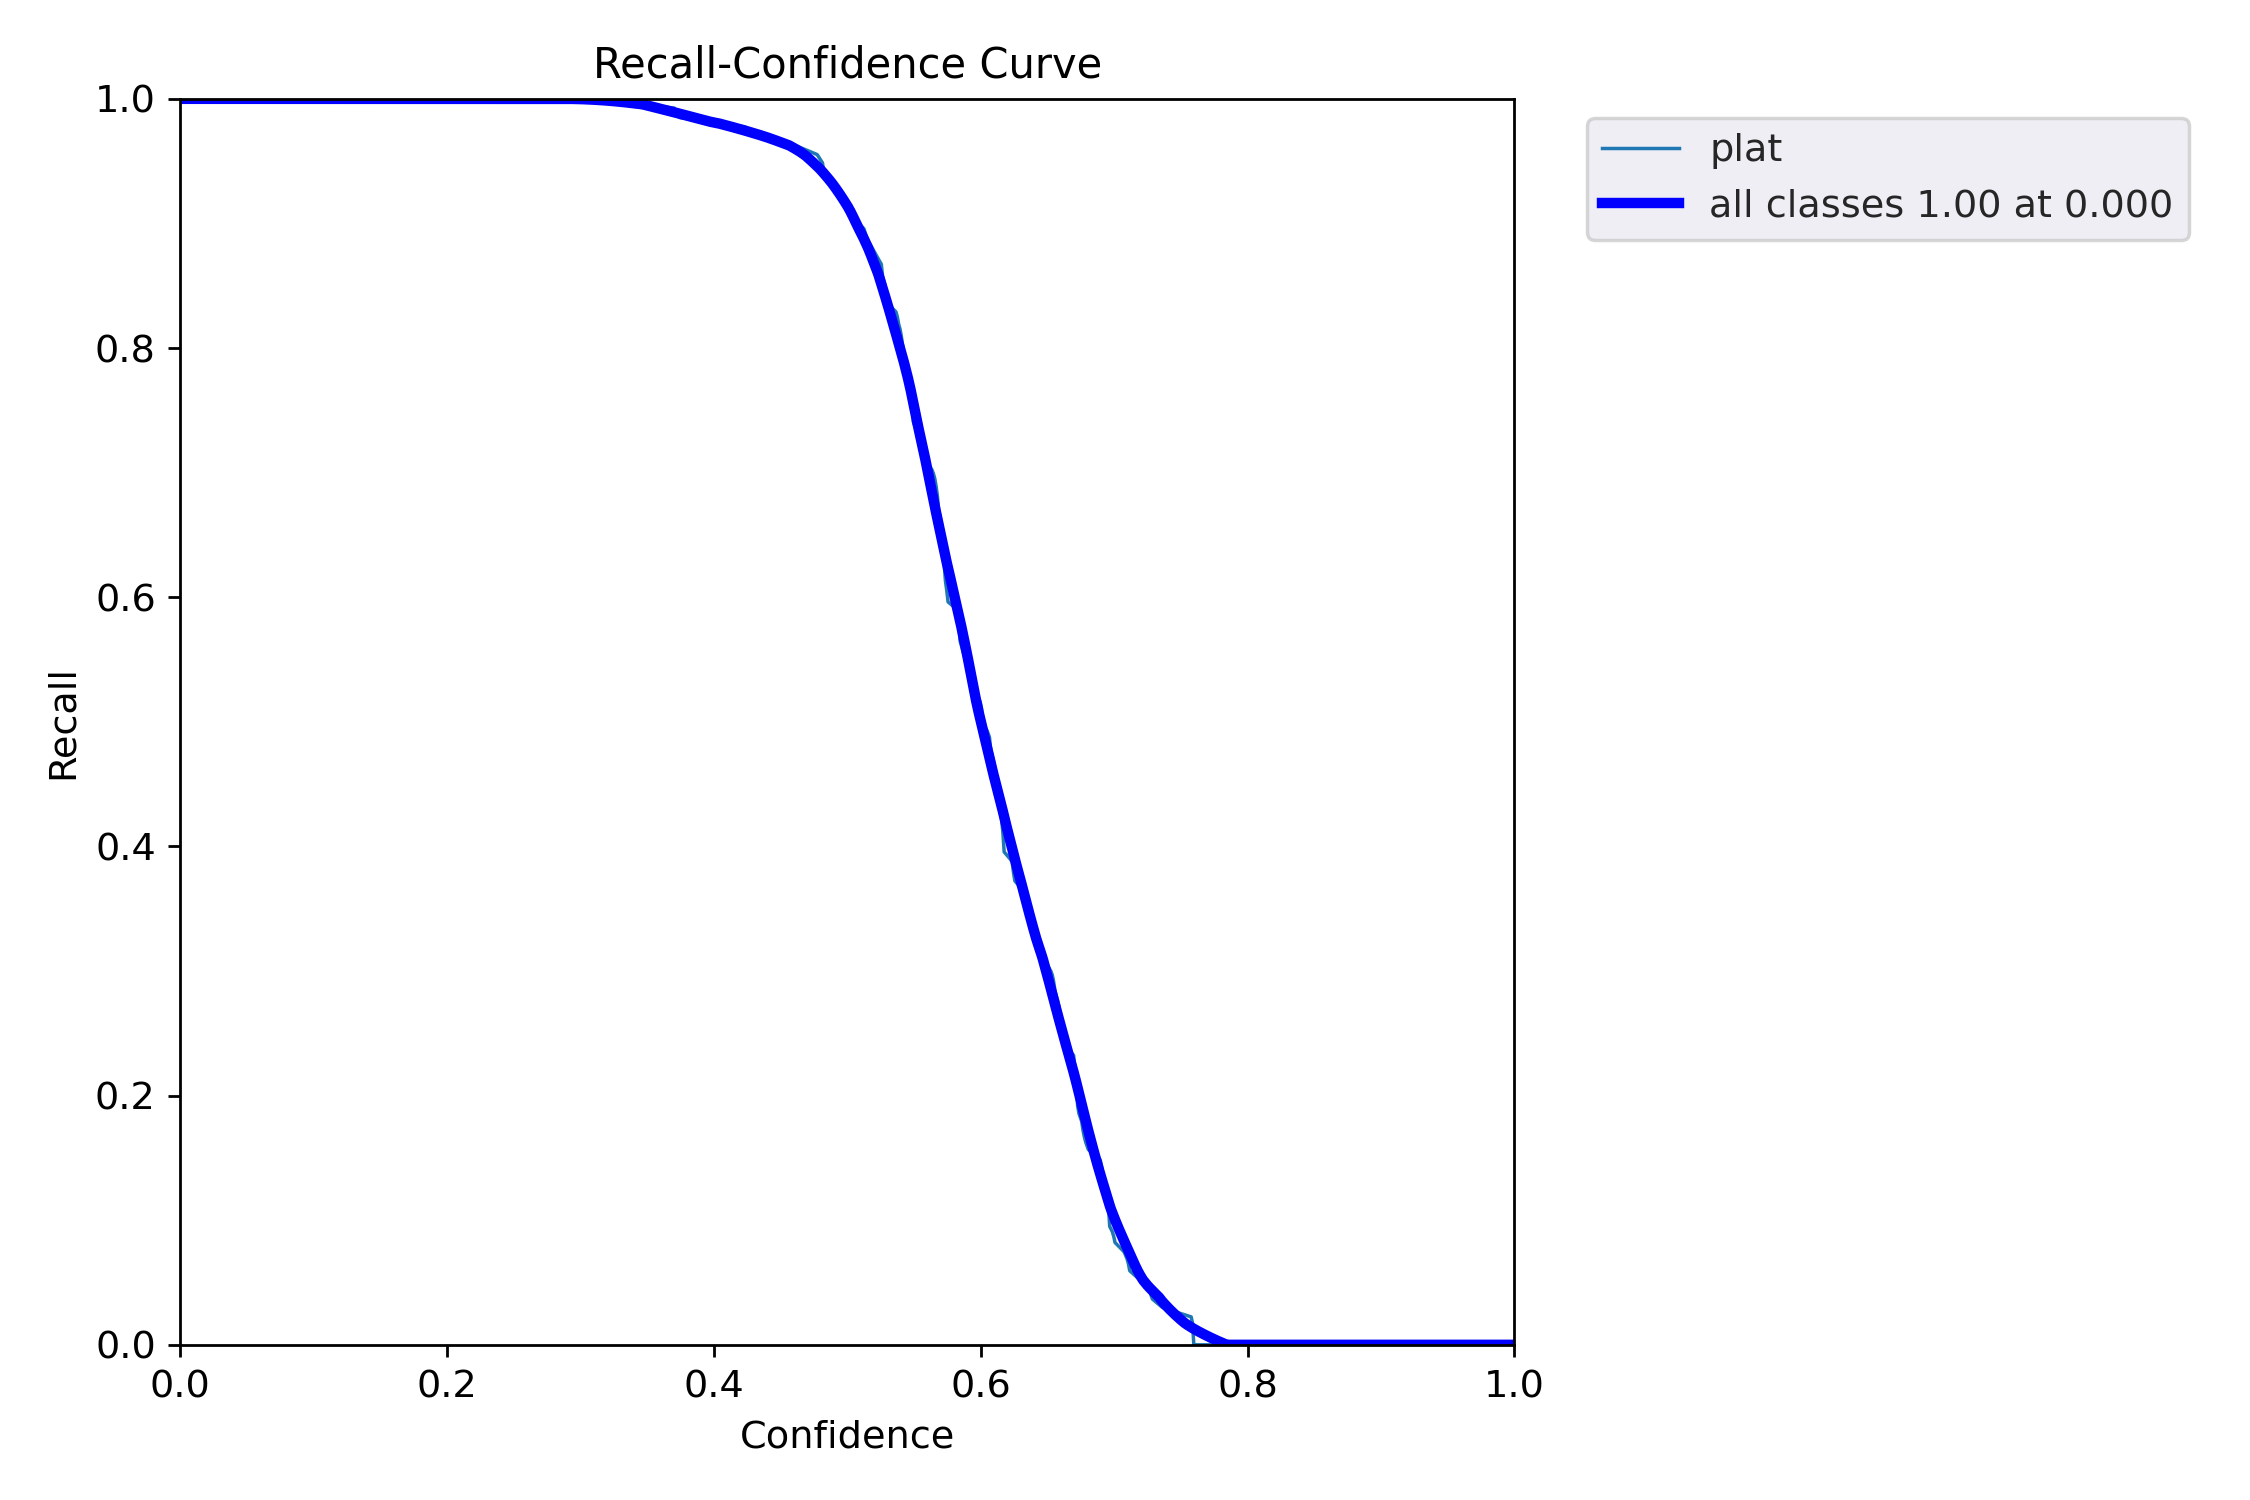 Recall-Confidence Curve
1.0
0.8
0.6
0.4
0.2
0.0
Recall
0.0 0.2 0.4 0.6 0.8 1.0
Confidence
plat
all classes 1.00 at 0.000